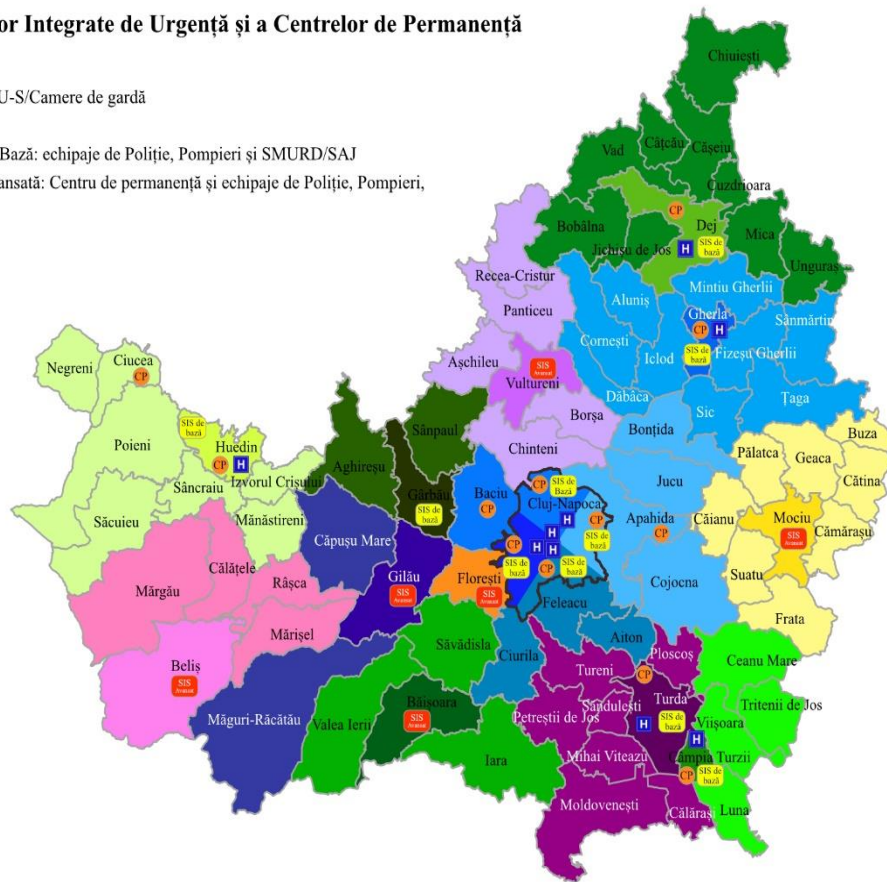 or Integrate de Urgență și a Centrelor de Permanență
U-S/Camere de gardă
Bază: echipaje de Poliție, Pompieri și SMURD/SAJ
ansată: Centru de permanență și echipaje de Poliție, Pompieri,
Chiuiești
Câțcău
Cășeiu
Vad
Cuzdrioara
CP
Dej
Bobâlna
Mica
Jichișu de Jos
H
SIS de bază
Unguraș
Recea-Cristur
Mintiu Gherlii
Aluniș
Panticeu
Gherla
Sânmărtin
CP
H
Cornești
Negreni
Ciucea
Iclod
SIS de bază
Fizeșu Gherlii
Așchileu
SIS Avansat
CP
Vultureni
Dăbâca
Țaga
Sic
Borșa
Sânpaul
SIS de bază
Poieni
Huedin
Chinteni
Bonțida
Buza
Pălatca
Geaca
CP
H
Aghireșu
Sâncraiu
Izvorul Crișului
Cătina
Jucu
Baciu
CP
SIS de Bază
Gârbău
Săcuieu
Cluj-Napoca
Mociu
CP
SIS de bază
Mănăstireni
H
CP
Apahida
Căianu
Cămărașu
Căpușu Mare
H
CP
SIS Avansat
CP
H
H
SIS de bază
Călățele
SIS de bază
CP
SIS de bază
Suatu
Râșca
Gilău
Florești
Cojocna
Mărgău
SIS Avansat
SIS Avansat
Feleacu
Frata
Mărișel
Aiton
Săvădisla
Ploscoș
Ceanu Mare
Ciurila
Beliș
Tureni
CP
SIS Avansat
Băisoara
Turda
Tritenii de Jos
Săndulești
Măguri-Răcătău
Valea Ierii
SIS Avansat
Petreștii de Jos
H
SIS de bază
Viișoara
H
Iara
Mihai Viteazu
Câmpia Turzii
CP
SIS de bază
Moldovenești
Luna
Călăraș